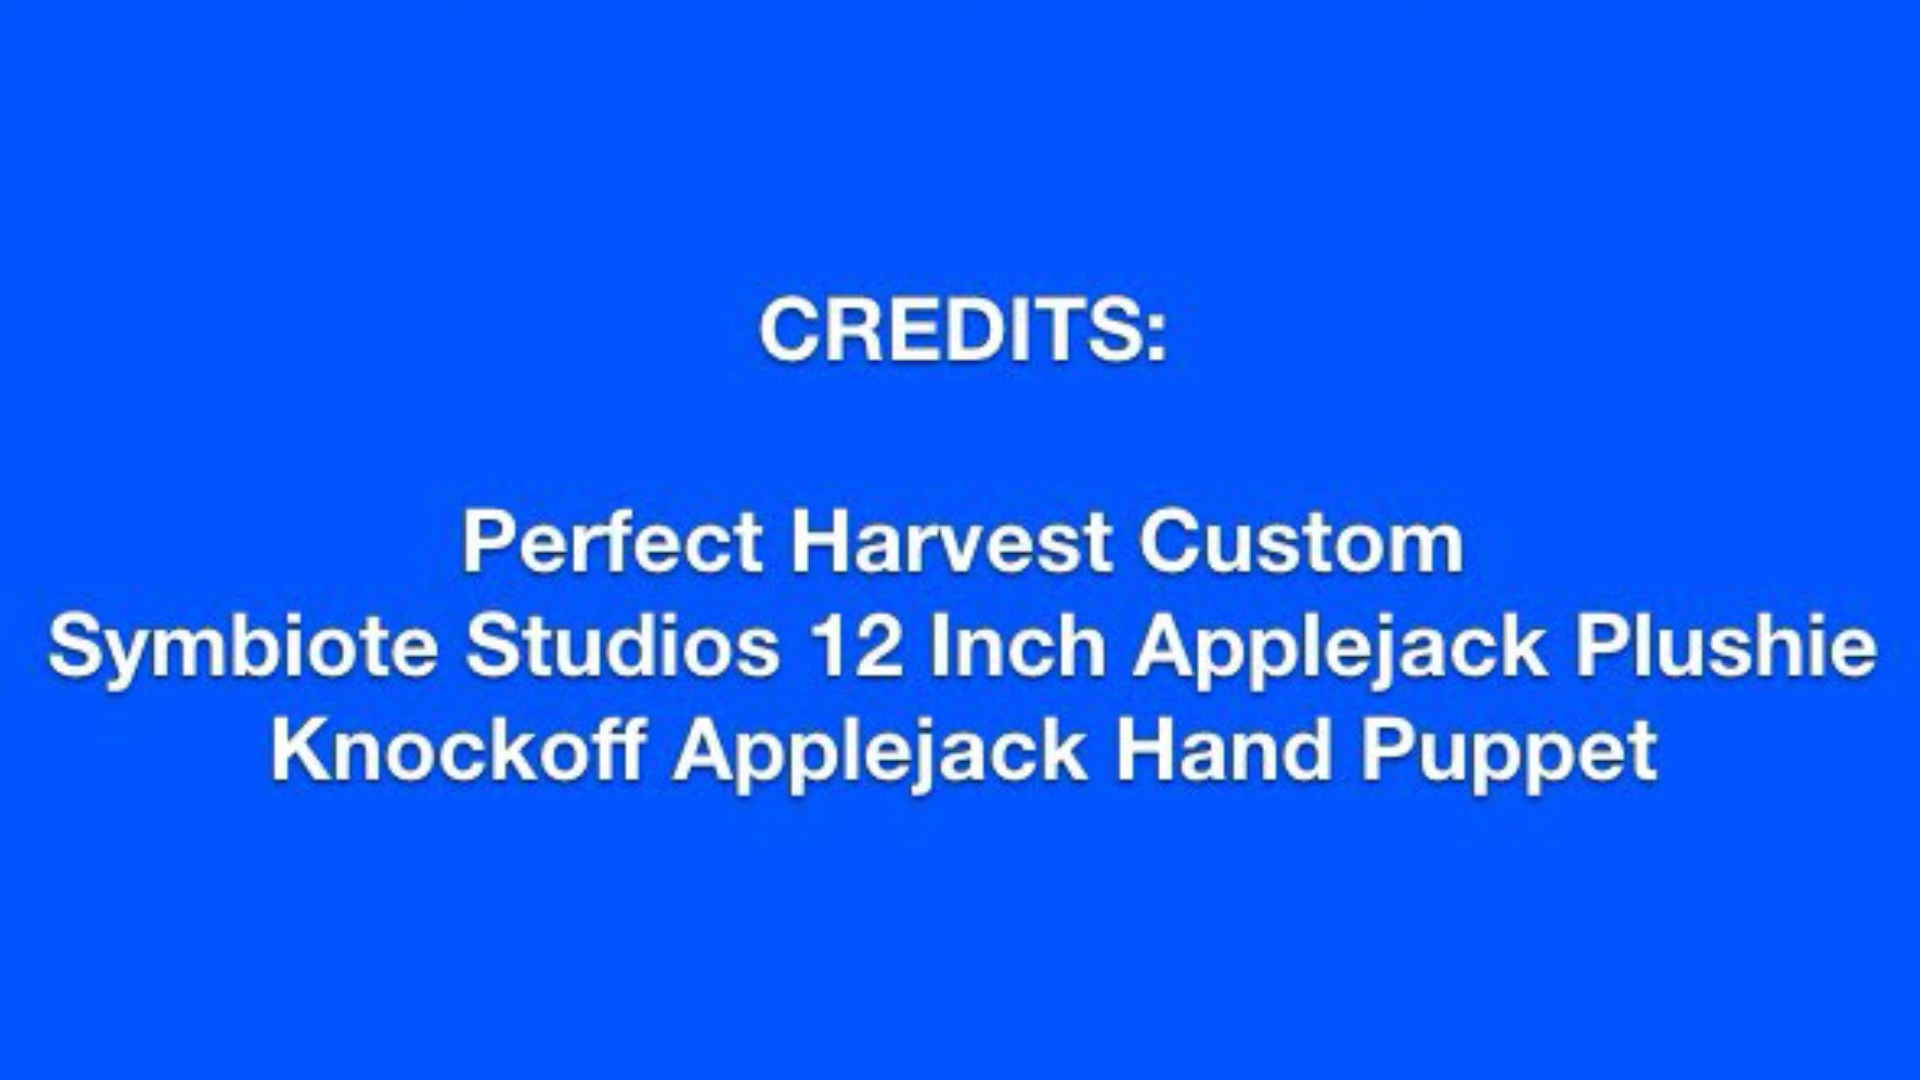 CREDITS:
Perfect Harvest Custom
Symbiote Studios 12 Inch Applejack Plushie
Knockoff Applejack Hand Puppet